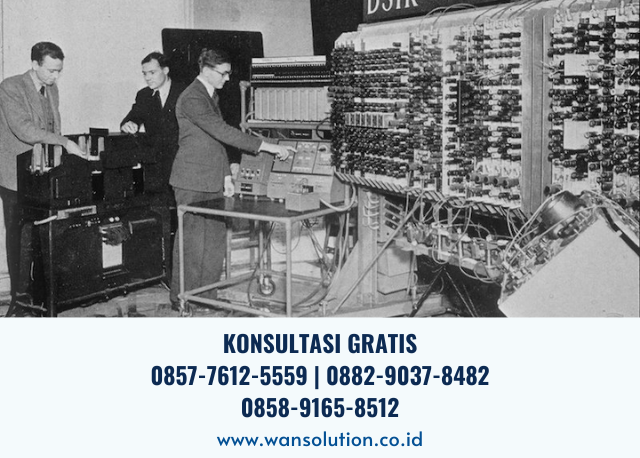 DSIR
KONSULTASI GRATIS
0857-7612-5559 | 0882-9037-8482
0858-9165-8512
www.wansolution.co.id